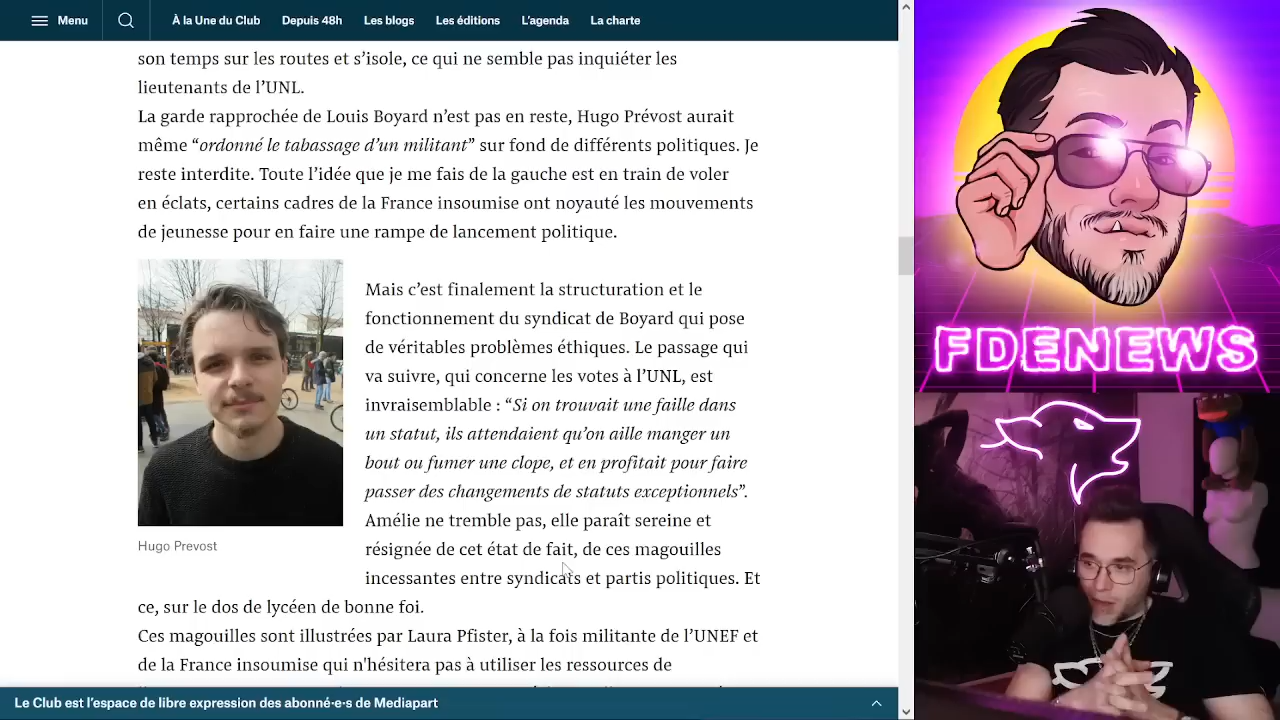 Menu
À la Une du Club
Depuis 48h
Les blogs
Les éditions
L'agenda
La charte
son temps sur les routes et s’isole, ce qui ne semble pas inquiéter les
lieutenants de l’UNL.
La garde rapprochée de Louis Boyard n’est pas en reste, Hugo Prévost aurait
même “ordonné le tabassage d’un militant” sur fond de différents politiques. Je
reste interdite. Toute l’idée que je me fais de la gauche est en train de voler
en éclats, certains cadres de la France insoumise ont noyauté les mouvements
de jeunesse pour en faire une rampe de lancement politique.
Mais c’est finalement la structuration et le
fonctionnement du syndicat de Boyard qui pose
de véritables problèmes éthiques. Le passage qui
va suivre, qui concerne les votes à l’UNL, est
invraisemblable : “Si on trouvait une faille dans
un statut, ils attendaient qu’on aille manger un
bout ou fumer une clope, et en profitait pour faire
passer des changements de statuts exceptionnels”.
Amélie ne tremble pas, elle paraît sereine et
résignée de cet état de fait, de ces magouilles
incessantes entre syndicats et partis politiques. Et
Hugo Prevost
ce, sur le dos de lycéen de bonne foi.
Ces magouilles sont illustrées par Laura Pfister, à la fois militante de l’UNEF et
de la France insoumise qui n'hésitera pas à utiliser les ressources de
Le Club est l’espace de libre expression des abonné·e·s de Mediapart
FDENEWS